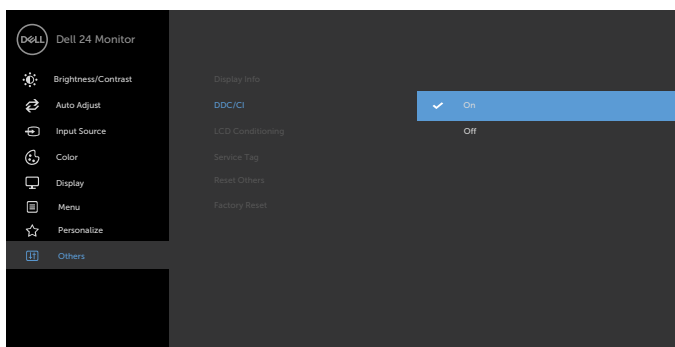 DELL
Dell 24 Monitor
Brightness/Contrast
Auto Adjust
Input Source
Color
Display
Menu
Personalize
Others
Display Info
DDC/CI
LCD Conditioning
Service Tag
Reset Others
Factory Reset
On
Off